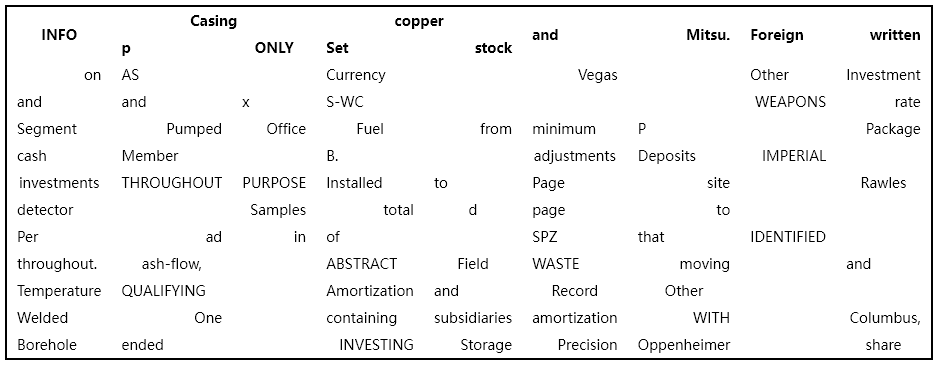 Casing copper
INFO and Mitsu. Foreign written
p ONLY Set stock
on AS Currency Vegas Other Investment
and and x S-WC WEAPONS rate
Segment Pumped Office Fuel from minimum P Package
cash Member B. adjustments Deposits IMPERIAL
investments THROUGHOUT PURPOSE Installed to Page site Rawles
detector Samples total d page to
Per ad in of SPZ that IDENTIFIED
throughout. ash-flow, ABSTRACT Field WASTE moving and
Temperature QUALIFYING Amortization and Record Other
Welded One containing subsidiaries amortization WITH Columbus,
Borehole ended INVESTING Storage Precision Oppenheimer share